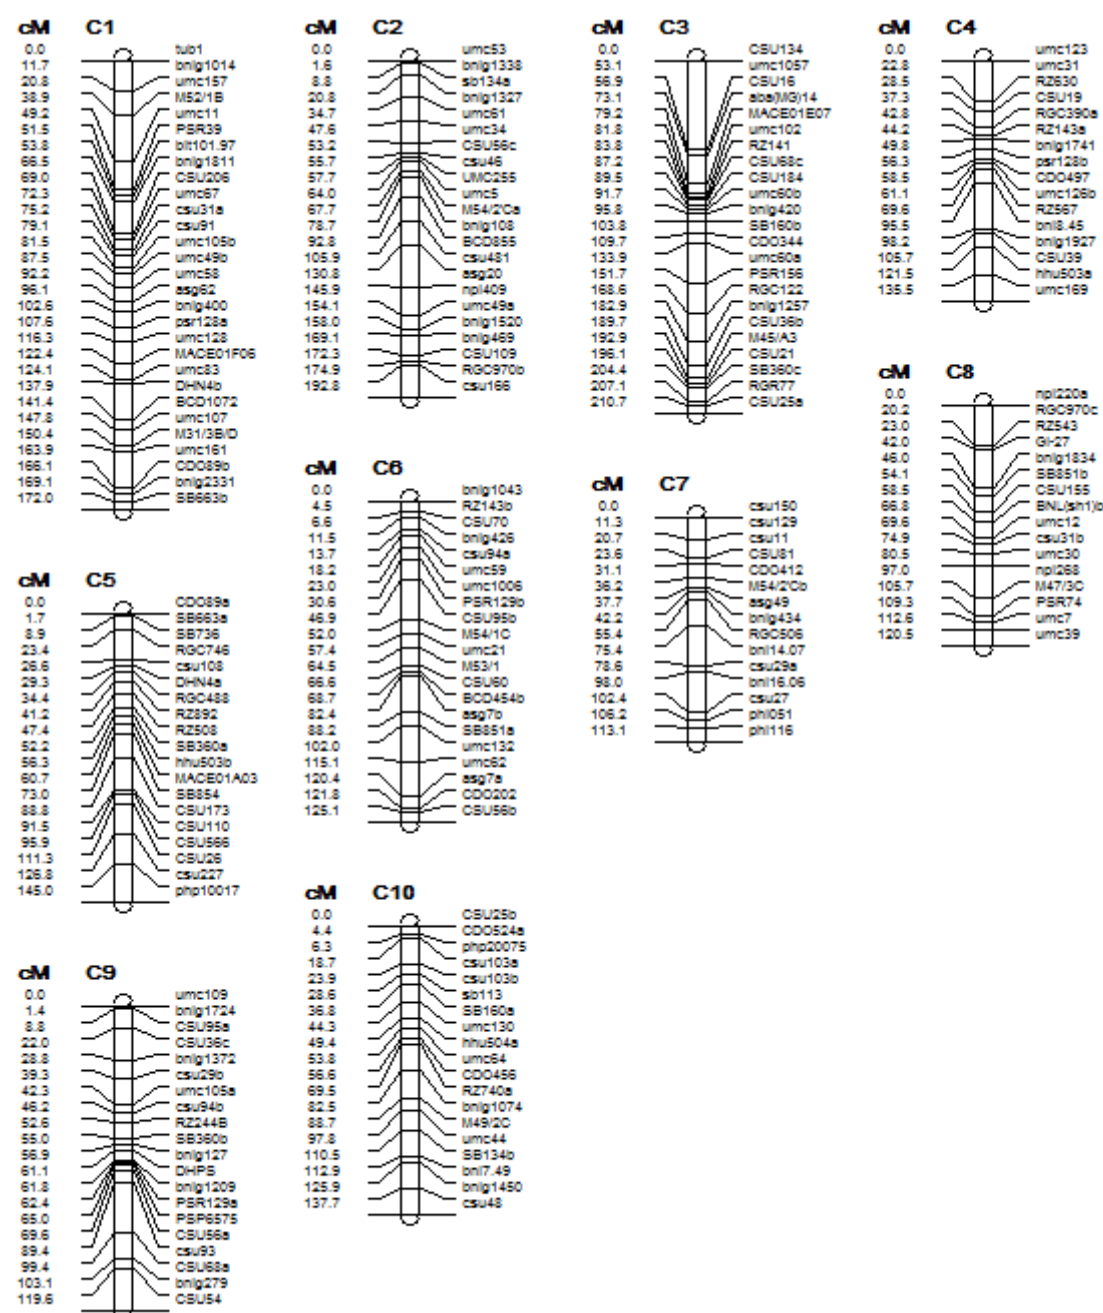 cM C1
0.0 tub1
11.7 bnlg1014
20.8 umc157
38.9 M52/1B
49.2 umc11
51.5 PSR39
53.8 blt101.97
66.5 bnlg1811
69.0 CSU206
72.3 umc67
75.2 csu31a
79.1 csu91
81.5 umc105b
87.5 umc49b
92.2 umc58
96.1 asg62
102.6 bnlg400
107.6 psr128a
116.3 umc128
122.4 MACE01F06
124.1 umc83
137.9 DHN4b
141.4 BCD1072
147.8 umc107
150.4 M31/3B/D
163.9 umc161
166.1 CDO89b
169.1 bnlg2331
172.0 SB663b
cM C2
0.0 umc53
1.6 bnlg1338
8.8 sb134a
20.8 bnlg1327
34.7 umc61
47.6 umc34
53.2 CSU56c
55.7 csu46
57.7 UMC255
64.0 umc5
67.7 M54/2'Ca
78.7 bnlg108
92.8 BCD855
105.9 csu481
130.8 asg20
145.9 npi409
154.1 umc49a
158.0 bnlg1520
169.1 bnlg469
172.3 CSU109
174.9 RGC970b
192.8 csu166
cM C3
0.0 CSU134
53.1 umc1057
56.9 CSU16
73.1 aba(MG)14
79.2 MACE01E07
81.8 umc102
83.8 RZ141
87.2 CSU68c
89.5 CSU184
91.7 umc60b
95.8 bnlg420
103.8 SB160b
109.7 CDO344
133.9 umc60a
151.7 PSR156
168.6 RGC122
182.9 bnlg1257
189.7 CSU36b
192.9 M45/A3
196.1 CSU21
204.4 SB360c
207.1 RGR77
210.7 CSU25a
cM C4
0.0 umc123
22.8 umc31
28.5 RZ630
37.3 CSU19
42.8 RGC390a
44.2 RZ143a
49.8 bnlg1741
56.3 psr128b
58.5 CDO497
61.1 umc126b
69.6 RZ567
95.5 bnl8.45
98.2 bnlg1927
105.7 CSU39
121.5 hhu503a
135.5 umc169
cM C5
0.0 CDO89a
1.7 SB663a
8.9 SB736
23.4 RGC746
26.6 csu108
29.3 DHN4a
34.4 RGC488
41.2 RZ892
47.4 RZ508
52.2 SB360a
56.3 hhu503b
60.7 MACE01A03
73.0 SB854
88.8 CSU173
91.5 CSU110
95.9 CSU566
111.3 CSU26
126.8 csu227
145.0 php10017
cM C6
0.0 bnlg1043
4.5 RZ143b
6.6 CSU70
11.5 bnlg426
13.7 csu94a
18.2 umc59
23.0 umc1006
30.6 PSR129b
46.9 CSU95b
52.0 M54/1C
57.4 umc21
64.5 M53/1
66.6 CSU60
68.7 BCD454b
82.4 asg7b
88.2 SB851a
102.0 umc132
115.1 umc62
120.4 asg7a
121.8 CDO202
125.1 CSU56b
cM C7
0.0 csu150
11.3 csu129
20.7 csu11
23.6 CSU81
31.1 CDO412
36.2 M54/2'Cb
37.7 asg49
42.2 bnlg434
55.4 RGC506
75.4 bnl14.07
78.6 csu29a
98.0 bnl16.06
102.4 csu27
106.2 phi051
113.1 phi116
cM C8
0.0 npi220a
20.2 RGC970c
23.0 RZ543
42.0 GI-27
46.0 bnlg1834
54.1 SB851b
58.5 CSU155
66.8 BNL(sh1)b
69.6 umc12
74.9 csu31b
80.5 umc30
97.0 npi268
105.7 M47/3C
109.3 PSR74
112.6 umc7
120.5 umc39
cM C9
0.0 umc109
1.4 bnlg1724
8.8 CSU95a
22.0 CSU36c
28.8 bnlg1372
39.3 csu29b
42.3 umc105a
46.2 csu94b
52.6 RZ244B
55.0 SB360b
56.9 bnlg127
61.1 DHPS
61.8 bnlg1209
62.4 PSR129a
65.0 PSP6575
69.6 CSU56a
89.4 csu93
99.4 CSU68a
103.1 bnlg279
119.6 CSU54
cM C10
0.0 CSU25b
4.4 CDO524a
6.3 php20075
18.7 csu103a
23.9 csu103b
28.6 sb113
36.8 SB160a
44.3 umc130
49.4 hhu504a
53.8 umc64
56.6 CDO456
69.5 RZ740a
82.5 bnlg1074
88.7 M49/2C
97.8 umc44
110.5 SB134b
112.9 bnl7.49
125.9 bnlg1450
137.7 csu48